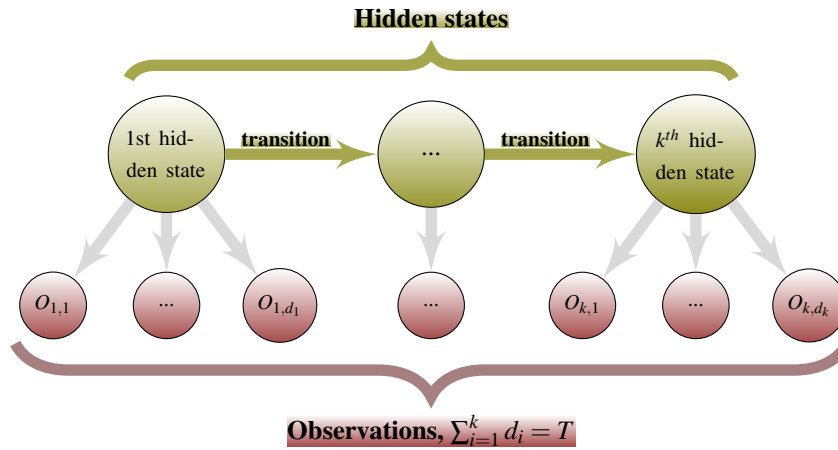 Hidden states
1st hid-
den state
transition
...
transition
k^{th} hid-
den state
O_{1,1}
...
O_{1,d_1}
...
O_{k,1}
...
O_{k,d_k}
Observations, \sum_{i=1}^{k} d_i = T